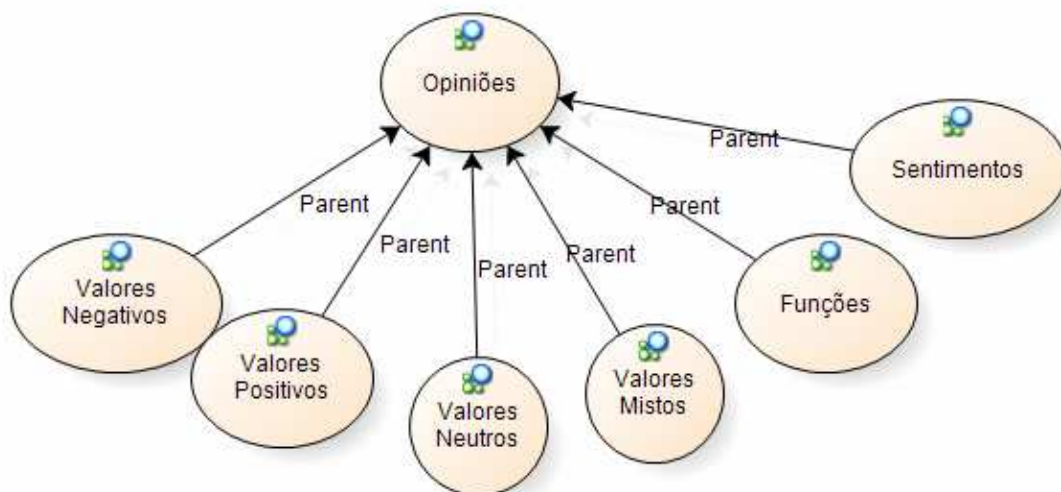 Opiniões
Parent
Sentimentos
Parent
Parent
Parent
Parent
Parent
Valores
Negativos
Funções
Valores
Positivos
Valores
Mistos
Valores
Neutros